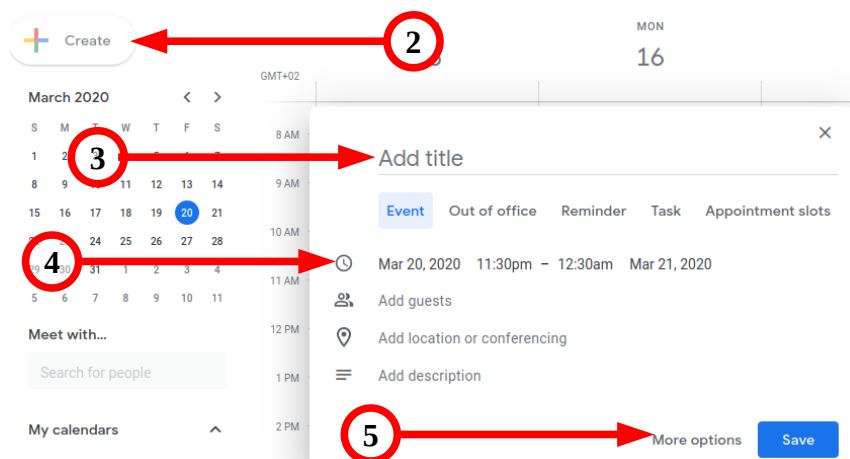 Create
2
MON
16
GMT+02
March 2020
S M T W T F S
1 2 3 7
8 9 11 12 13 14
15 16 17 18 19 20 21
24 25 26 27 28
29 30 31 1 2 3 4
5 6 7 8 9 10 11
4
Meet with...
Search for people
My calendars
8 AM
9 AM
10 AM
11 AM
12 PM
1 PM
2 PM
Add title
Event Out of office Reminder Task Appointment slots
Mar 20, 2020 11:30pm – 12:30am Mar 21, 2020
Add guests
Add location or conferencing
Add description
5
More options Save